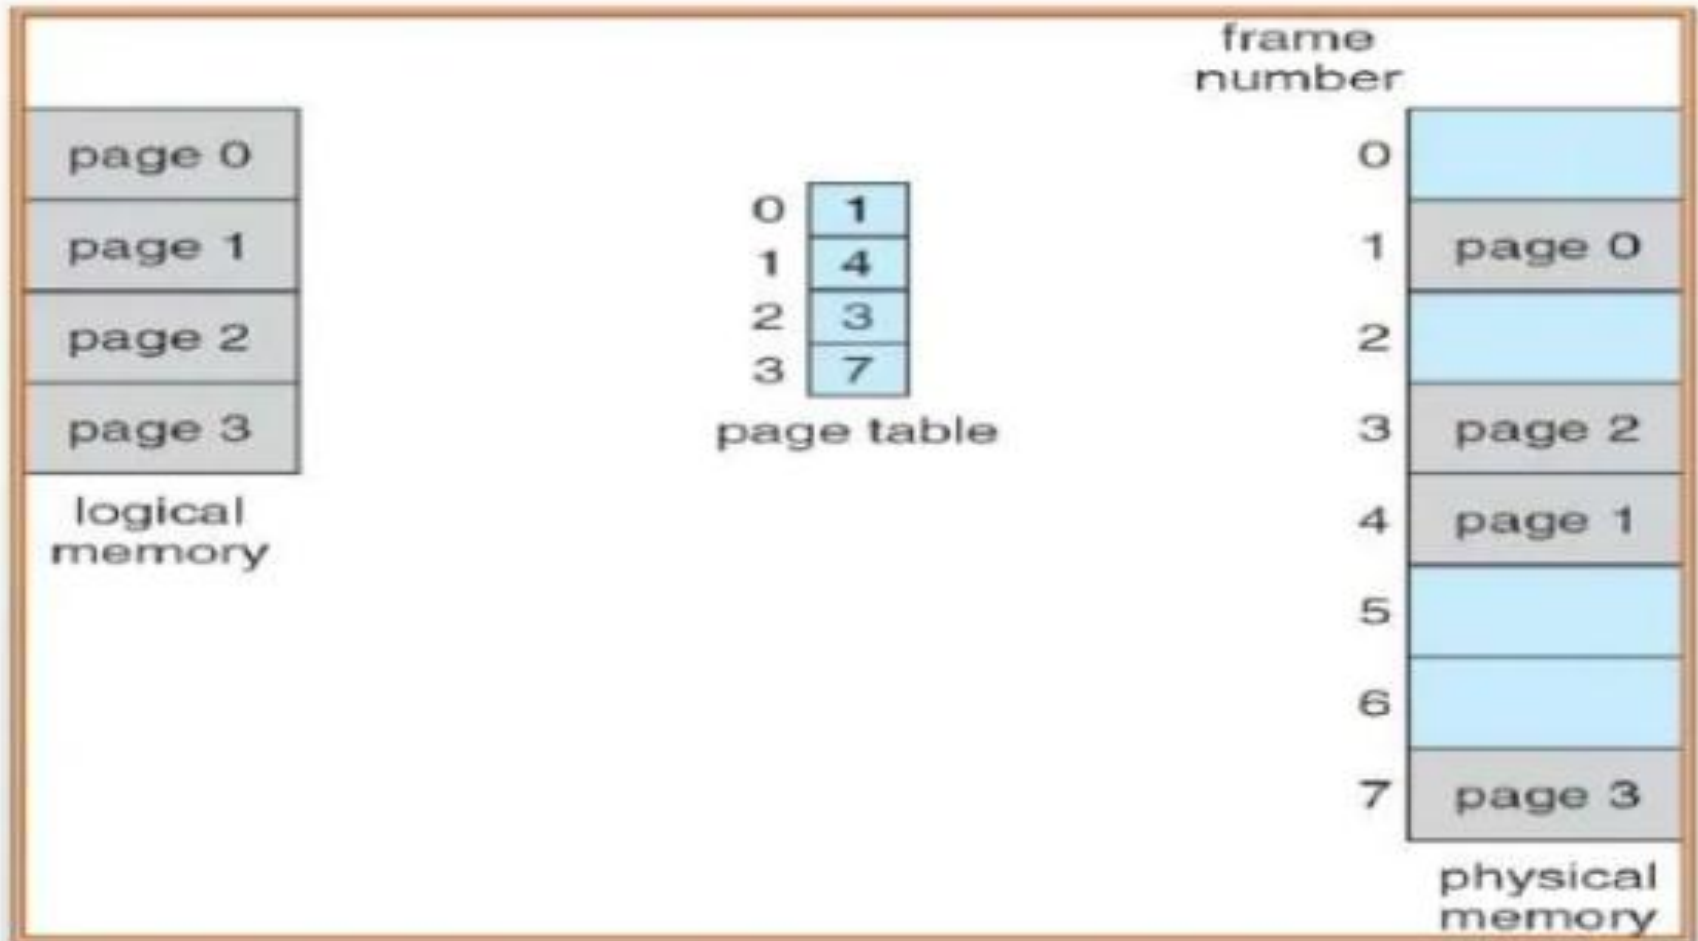 page 0
page 1
page 2
page 3
logical
memory
0 1
1 4
2 3
3 7
page table
frame
number
0
1 page 0
2
3 page 2
4 page 1
5
6
7 page 3
physical
memory